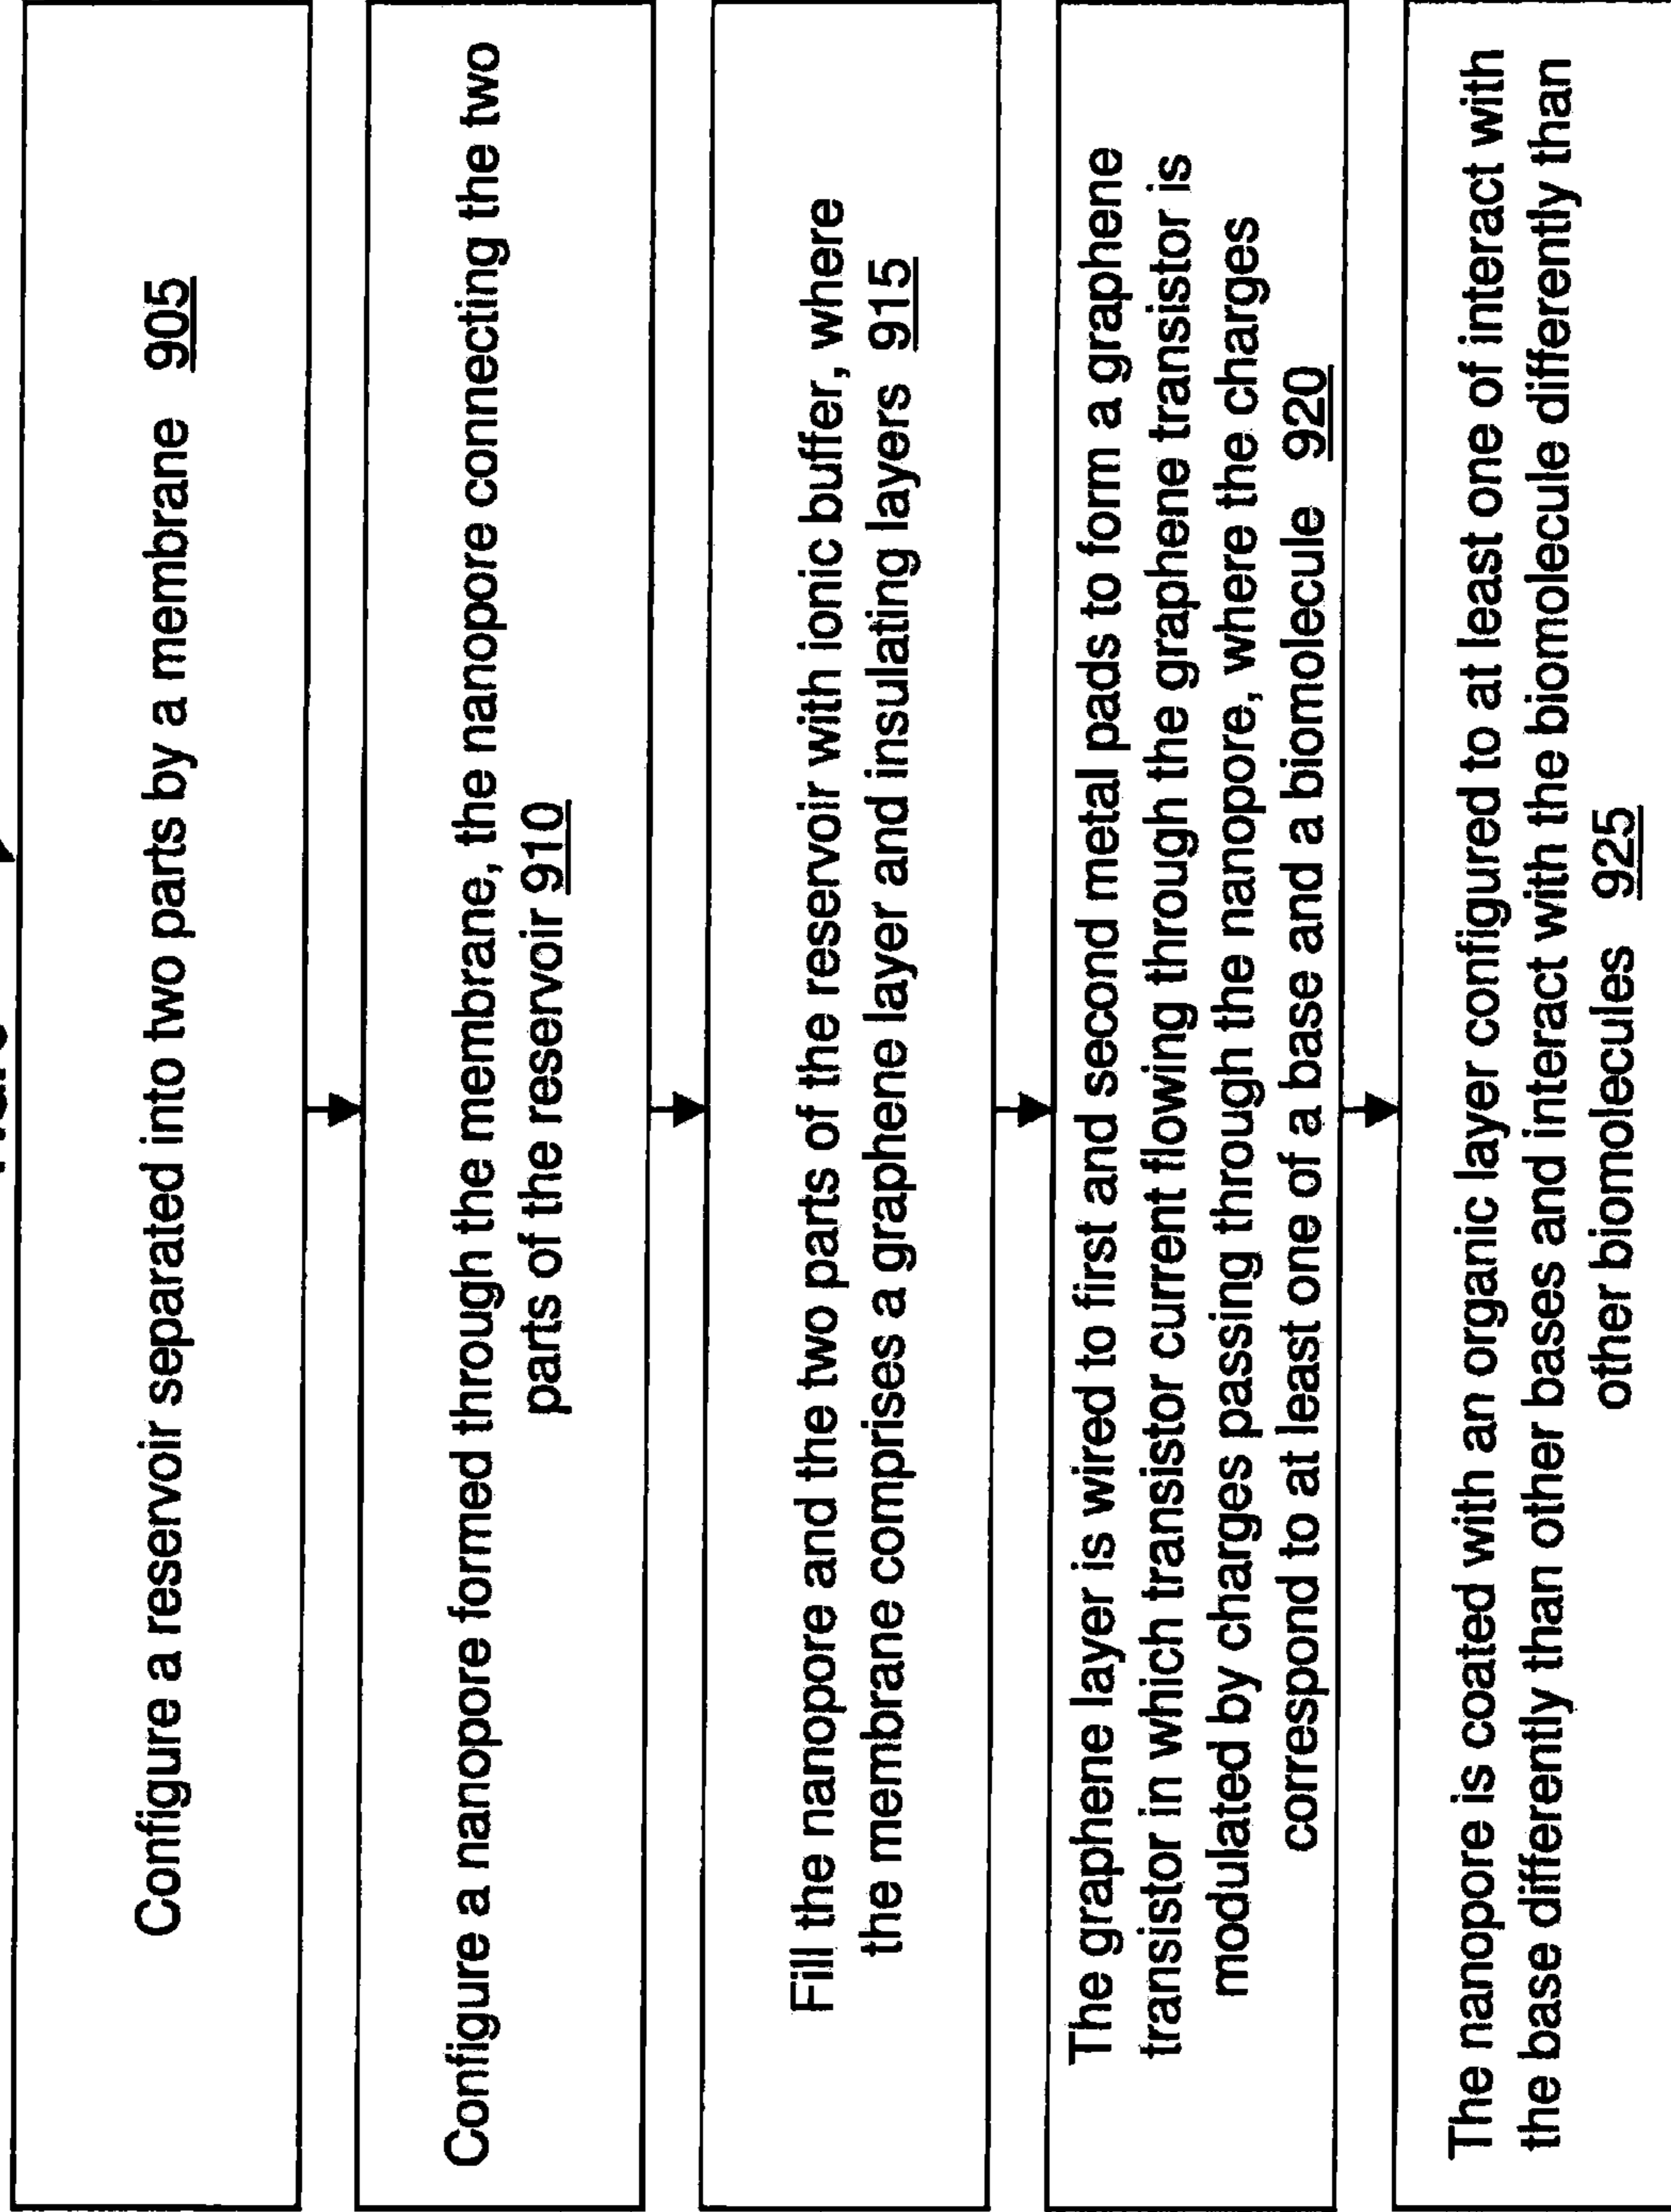 Configure a reservoir separated into two parts by a membrane 905
Configure a nanopore formed through the membrane, the nanopore connecting the two
parts of the reservoir 910
Fill the nanopore and the two parts of the reservoir with ionic buffer, where
the membrane comprises a graphene layer and insulating layers 915
The graphene layer is wired to first and second metal pads to form a graphene
transistor in which transistor current flowing through the graphene transistor is
modulated by charges passing through the nanopore, where the charges
correspond to at least one of a base and a biomolecule 920
The nanopore is coated with an organic layer configured to at least one of interact with
the base differently than other bases and interact with the biomolecule differently than
other biomolecules 925